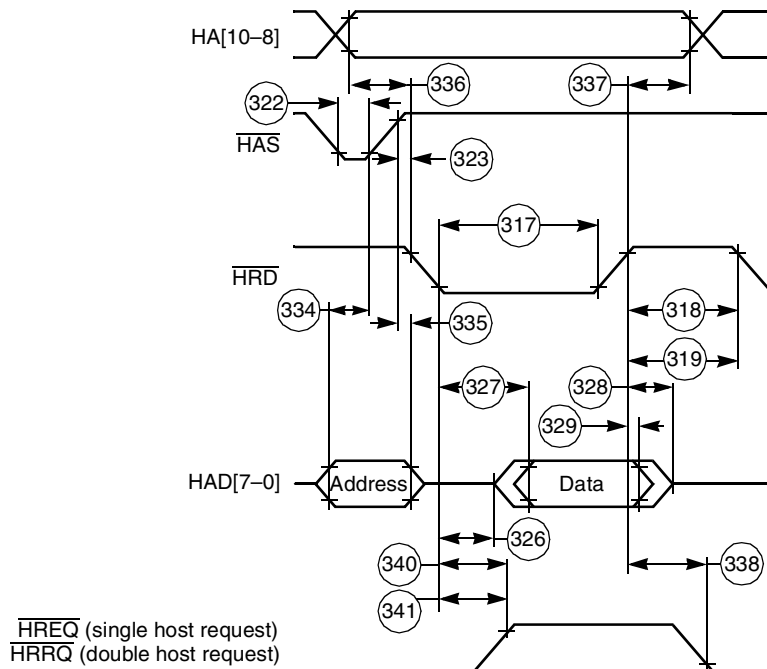 HA[10–8]
336
337
322
HAS
323
317
HRD
334
335
318
319
327
328
329
HAD[7–0]
Address
Data
326
340
338
341
HREQ (single host request)
HRRQ (double host request)